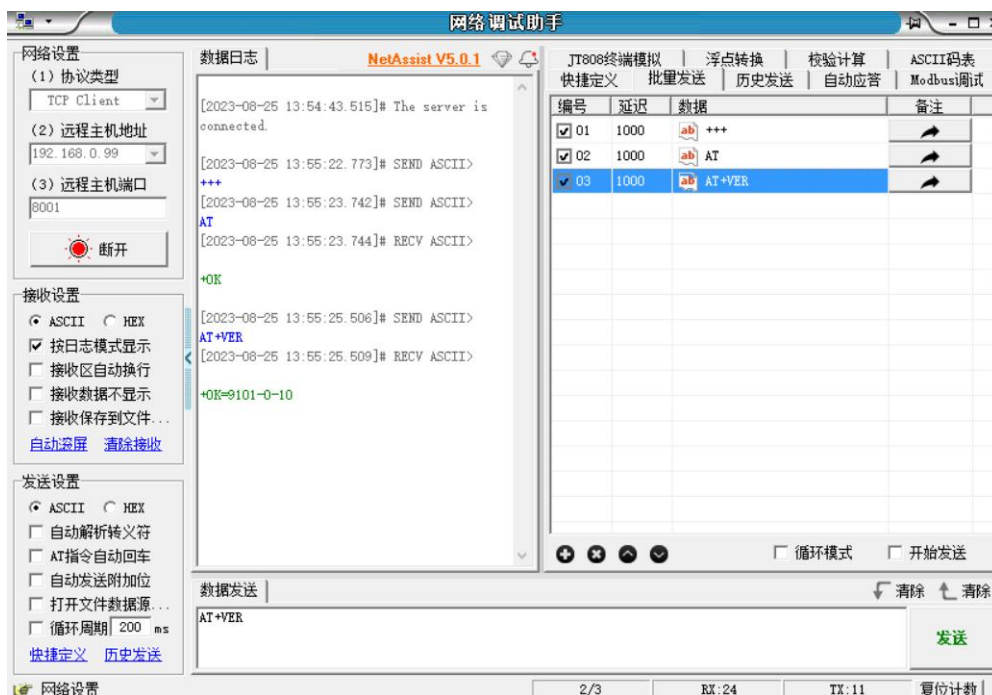 网络调试助手
网络设置
(1) 协议类型
TCP Client
(2) 远程主机地址
192.168.0.99
(3) 远程主机端口
8001
断开
接收设置
ASCII HEX
按日志模式显示
接收区自动换行
接收数据不显示
接收保存到文件...
自动滚屏 清除接收
发送设置
ASCII HEX
自动解析转义符
AT指令自动回车
自动发送附加位
打开文件数据源...
循环周期 200 ms
快捷定义 历史发送
数据日志 NetAssist V5.0.1
[2023-08-25 13:54:43.515]# The server is
connected.
[2023-08-25 13:55:22.773]# SEND ASCII>
+++
[2023-08-25 13:55:23.742]# SEND ASCII>
AT
[2023-08-25 13:55:23.744]# RECV ASCII>
+OK
[2023-08-25 13:55:25.506]# SEND ASCII>
AT+VER
[2023-08-25 13:55:25.509]# RECV ASCII>
+OK=9101-0-10
JT808终端模拟 浮点转换 校验计算 ASCII码表
快捷定义 批量发送 历史发送 自动应答 Modbus调试
编号 延迟 数据 备注
01 1000 ab +++
02 1000 ab AT
03 1000 ab AT+VER
循环模式 开始发送
数据发送 清除 清除
AT+VER
发送
网络设置 2/3 RX:24 TX:11 复位计数